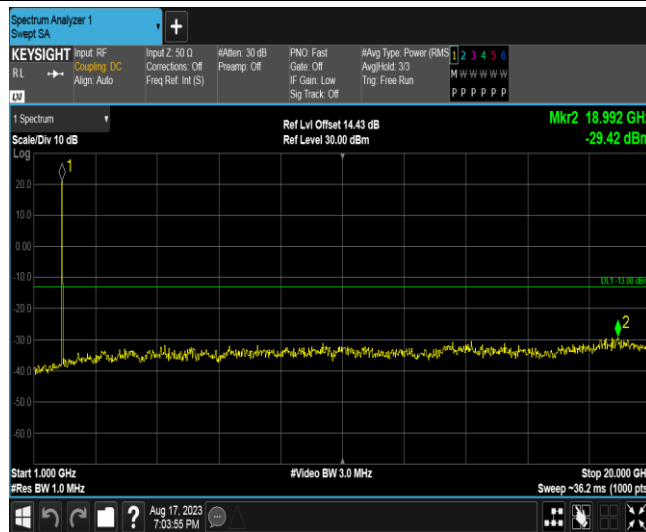 Spectrum Analyzer 1
Swept SA
+
KEYSIGHT
RL
LXI
Input: RF
Coupling: DC
Align: Auto
Input Z: 50 Ω
Corrections: Off
Freq Ref: Int (S)
#Atten: 30 dB
Preamp: Off
PNO: Fast
Gate: Off
IF Gain: Low
Sig Track: Off
#Avg Type: Power (RMS
Avg|Hold: 3/3
Trig: Free Run
1 2 3 4 5 6
M W W W W W
P P P P P P
1 Spectrum
Scale/Div 10 dB
Log
Ref Lvl Offset 14.43 dB
Ref Level 30.00 dBm
Mkr2 18.992 GHz
-29.42 dBm
1
20.0
10.0
0.00
-10.0
DL1 -13.00 dBm
-20.0
-30.0
2
-40.0
-50.0
-60.0
Start 1.000 GHz
#Res BW 1.0 MHz
#Video BW 3.0 MHz
Stop 20.000 GHz
Sweep ~36.2 ms (1000 pts)
?
Aug 17, 2023
7:03:55 PM